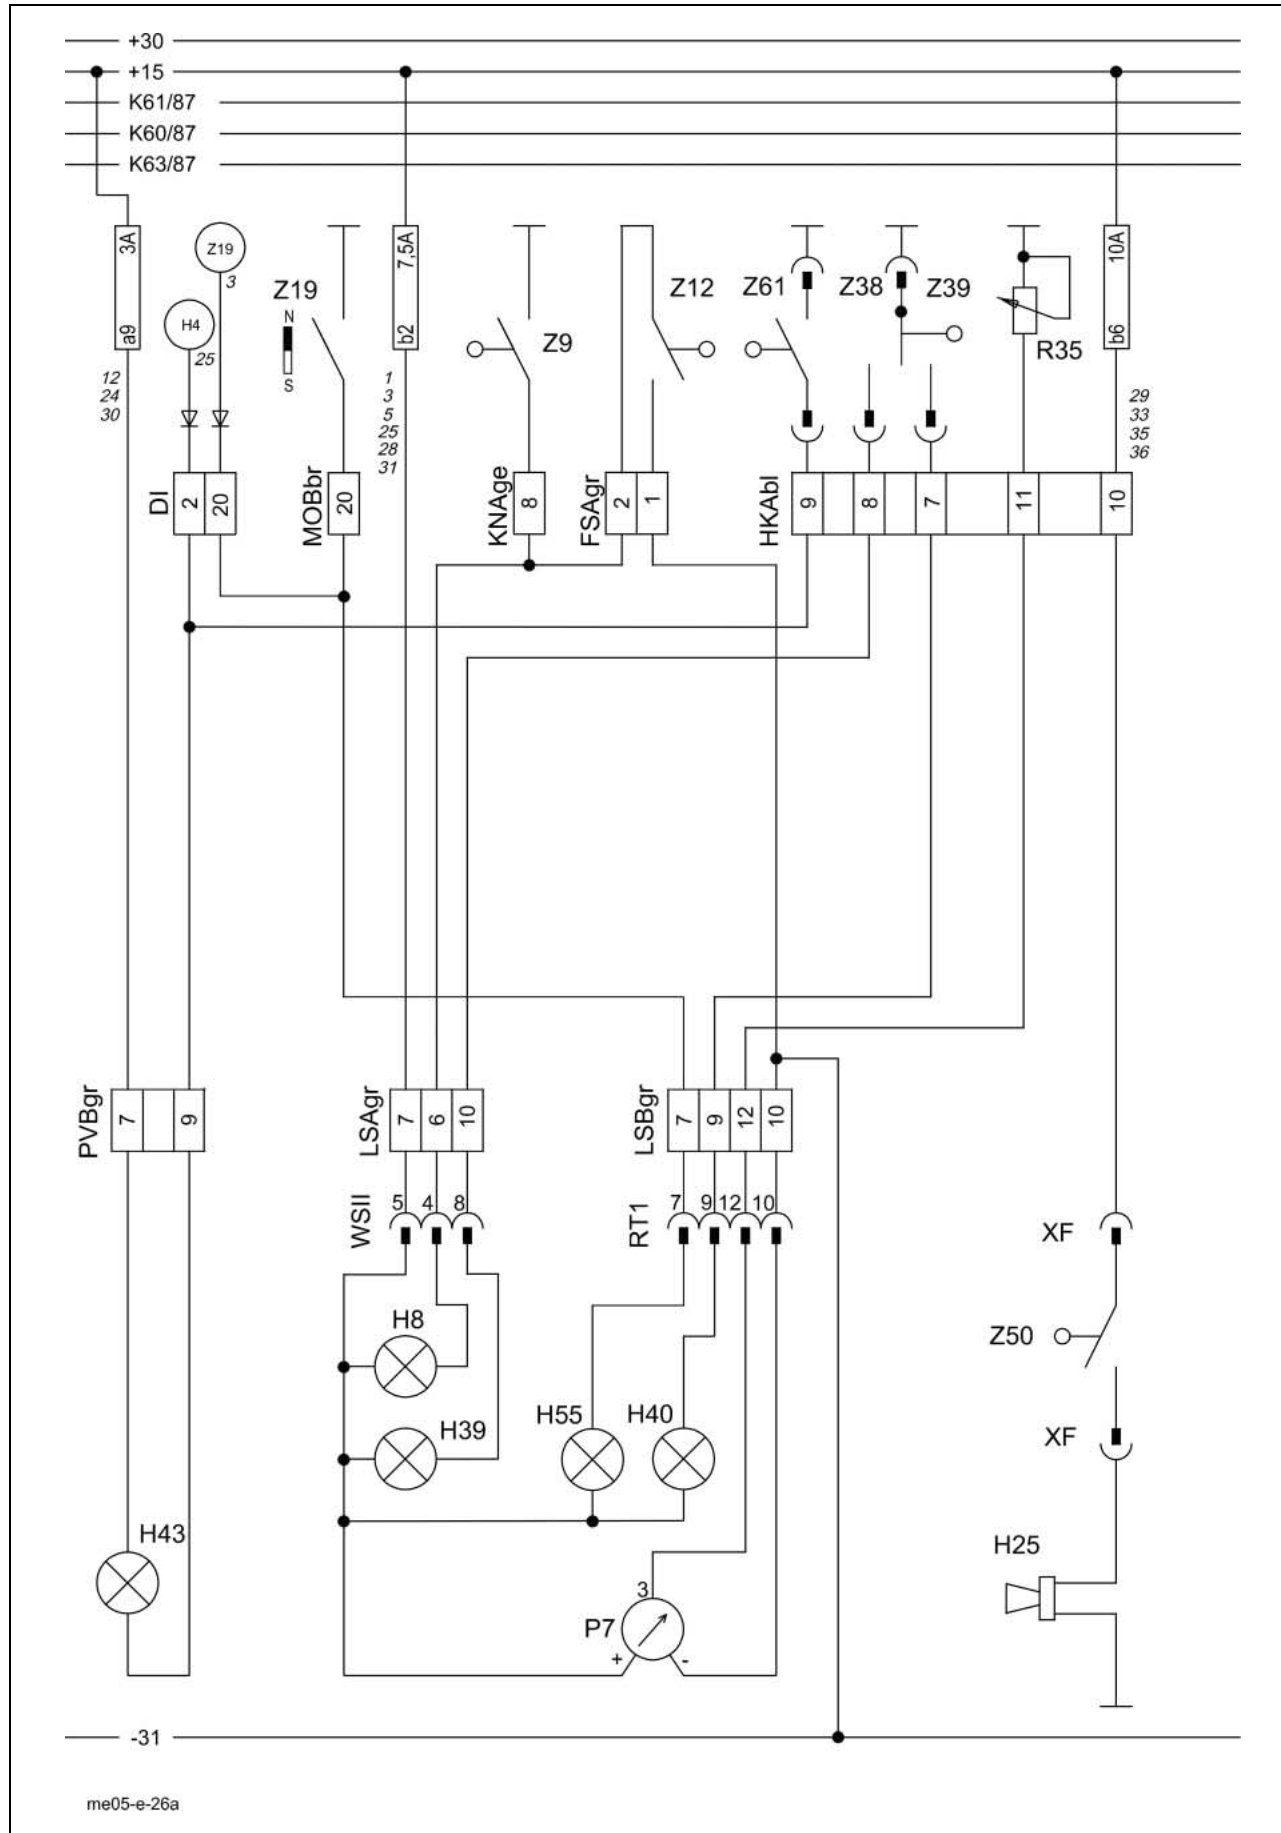 +30
+15
K61/87
K60/87
K63/87
3A
a9
Z19
3
H4
25
Z19
N
S
7,5A
b2
Z9
Z12
Z61
Z38
Z39
R35
10A
b6
12
24
30
1
3
5
25
28
31
29
33
35
36
DI
2
20
MOBbr
20
KNAge
8
FSAgr
2
1
HKAbl
9
8
7
11
10
PVBgr
7
9
LSAgr
7
6
10
LSBgr
7
9
12
10
WSII
5
4
8
RT1
7
9
12
10
XF
H8
Z50
H39
H55
H40
XF
H43
H25
3
P7
+
-
-31
me05-e-26a